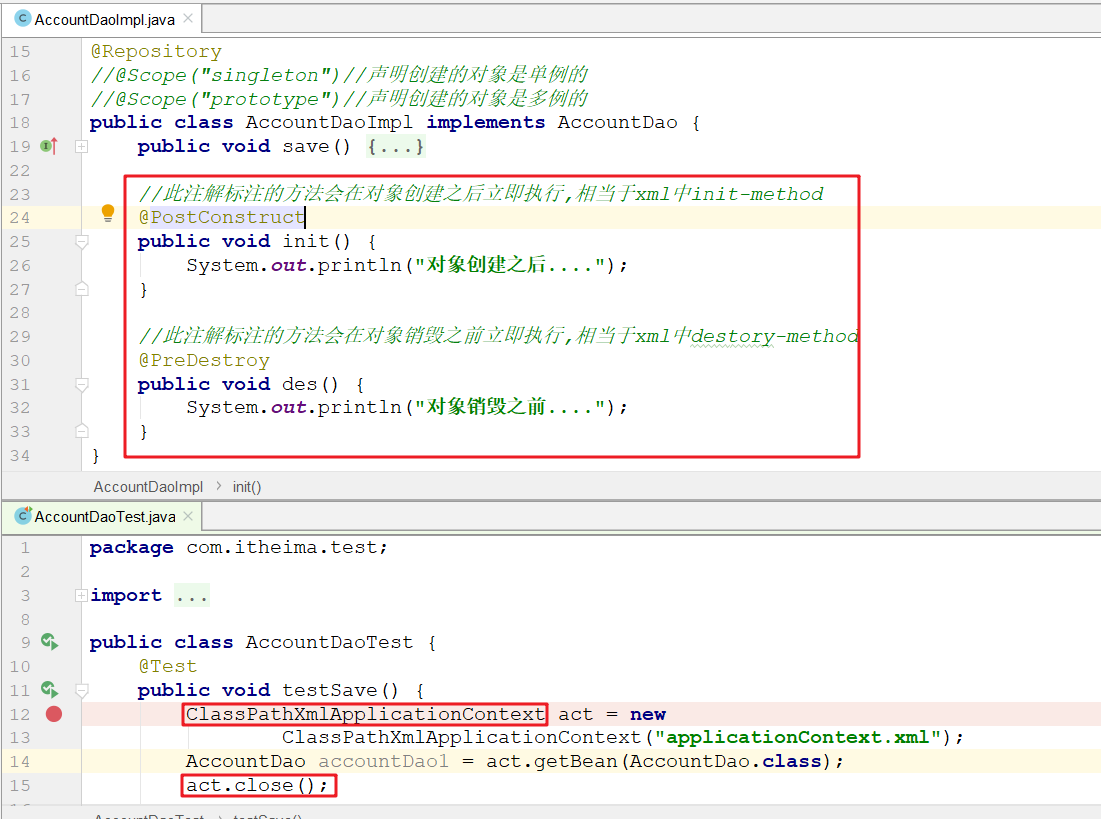 AccountDaoImpl.java
15 @Repository
16 //@Scope("singleton")//声明创建的对象是单例的
17 //@Scope("prototype")//声明创建的对象是多例的
18 public class AccountDaoImpl implements AccountDao {
19 public void save() {...}
22
23 //此注解标注的方法会在对象创建之后立即执行,相当于xml中init-method
24 @PostConstruct
25 public void init() {
26 System.out.println("对象创建之后....");
27 }
28
29 //此注解标注的方法会在对象销毁之前立即执行,相当于xml中destory-method
30 @PreDestroy
31 public void des() {
32 System.out.println("对象销毁之前....");
33 }
34 }
AccountDaoImpl > init()
AccountDaoTest.java
1 package com.itheima.test;
2
3 import ...
8
9 public class AccountDaoTest {
10 @Test
11 public void testSave() {
12 ClassPathXmlApplicationContext act = new
13 ClassPathXmlApplicationContext("applicationContext.xml");
14 AccountDao accountDao1 = act.getBean(AccountDao.class);
15 act.close();
AccountDaoTest > testSave()